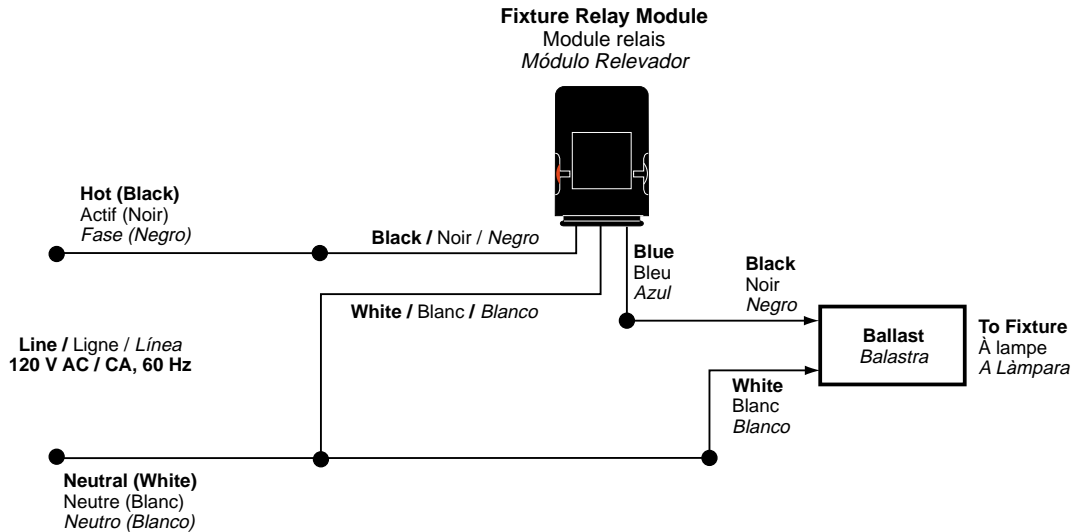 Fixture Relay Module
Module relais
Módulo Relevador
Hot (Black)
Actif (Noir)
Fase (Negro)
Black / Noir / Negro
Blue
Bleu
Azul
Black
Noir
Negro
White / Blanc / Blanco
Line / Ligne / Línea
120 V AC / CA, 60 Hz
Ballast
Balastra
To Fixture
À lampe
A Làmpara
White
Blanc
Blanco
Neutral (White)
Neutre (Blanc)
Neutro (Blanco)